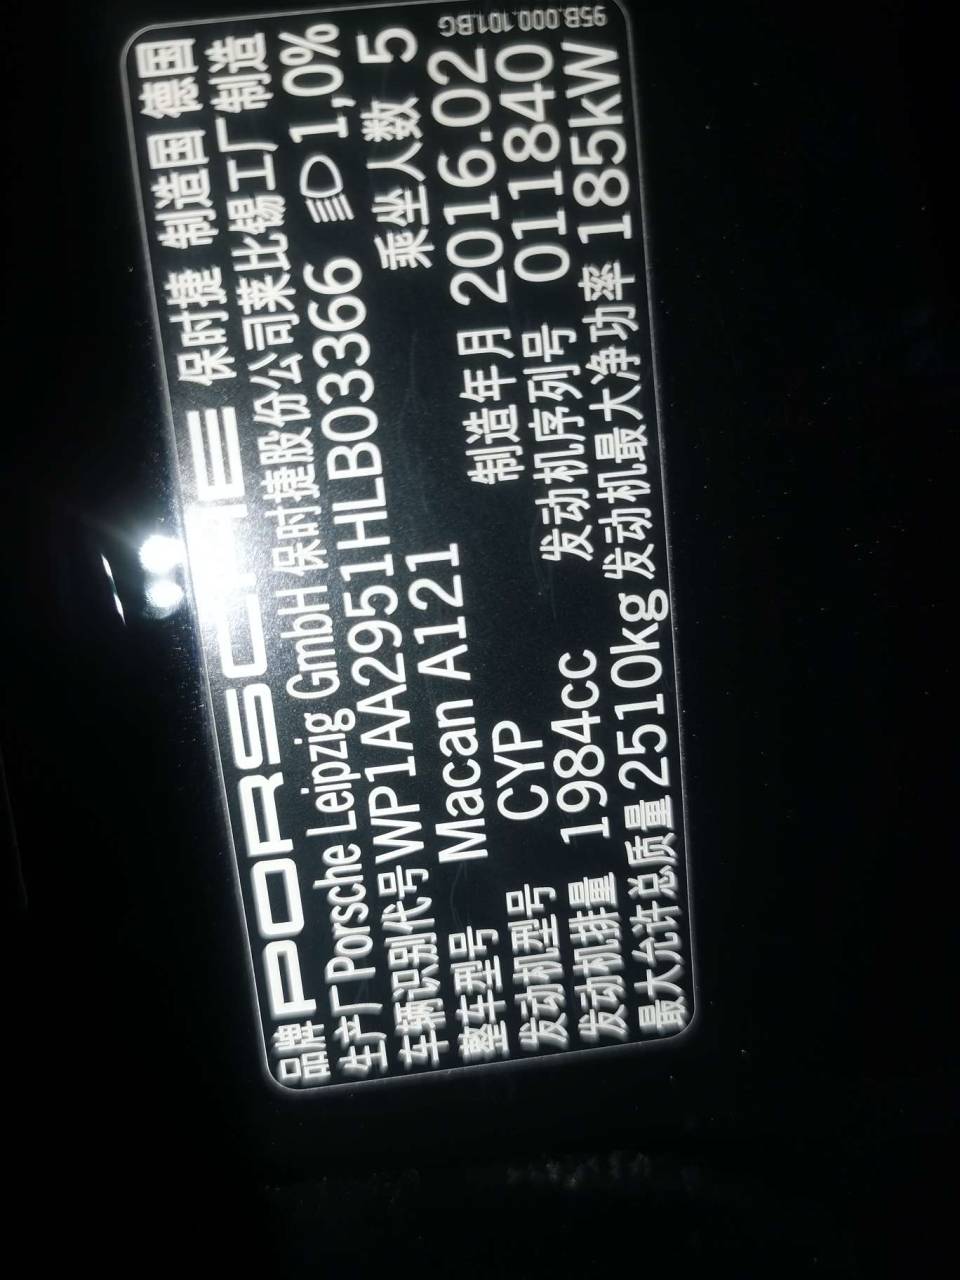 95B.000.101.BG
品牌 PORSCHE 保时捷 制造国 德国
生产厂 Porsche Leipzig GmbH 保时捷股份公司莱比锡工厂制造
车辆识别代号 WP1AA2951HLB03366 1,0%
整车型号 Macan A121 乘坐人数 5
发动机型号 CYP 制造年月 2016.02
发动机排量 1984cc 发动机序列号 011840
最大允许总质量 2510kg 发动机最大净功率 185kW